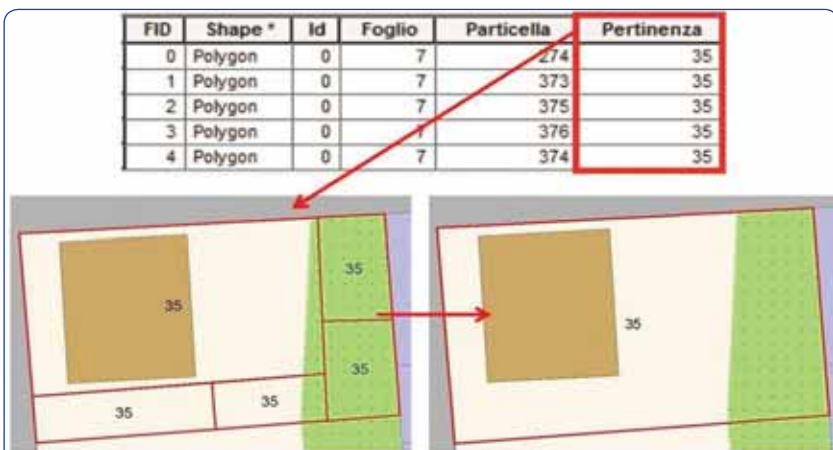 FID Shape * Id Foglio Particella Pertinenza
0 Polygon 0 7 274 35
1 Polygon 0 7 373 35
2 Polygon 0 7 375 35
3 Polygon 0 7 376 35
4 Polygon 0 7 374 35
35
35
35
35
35
35